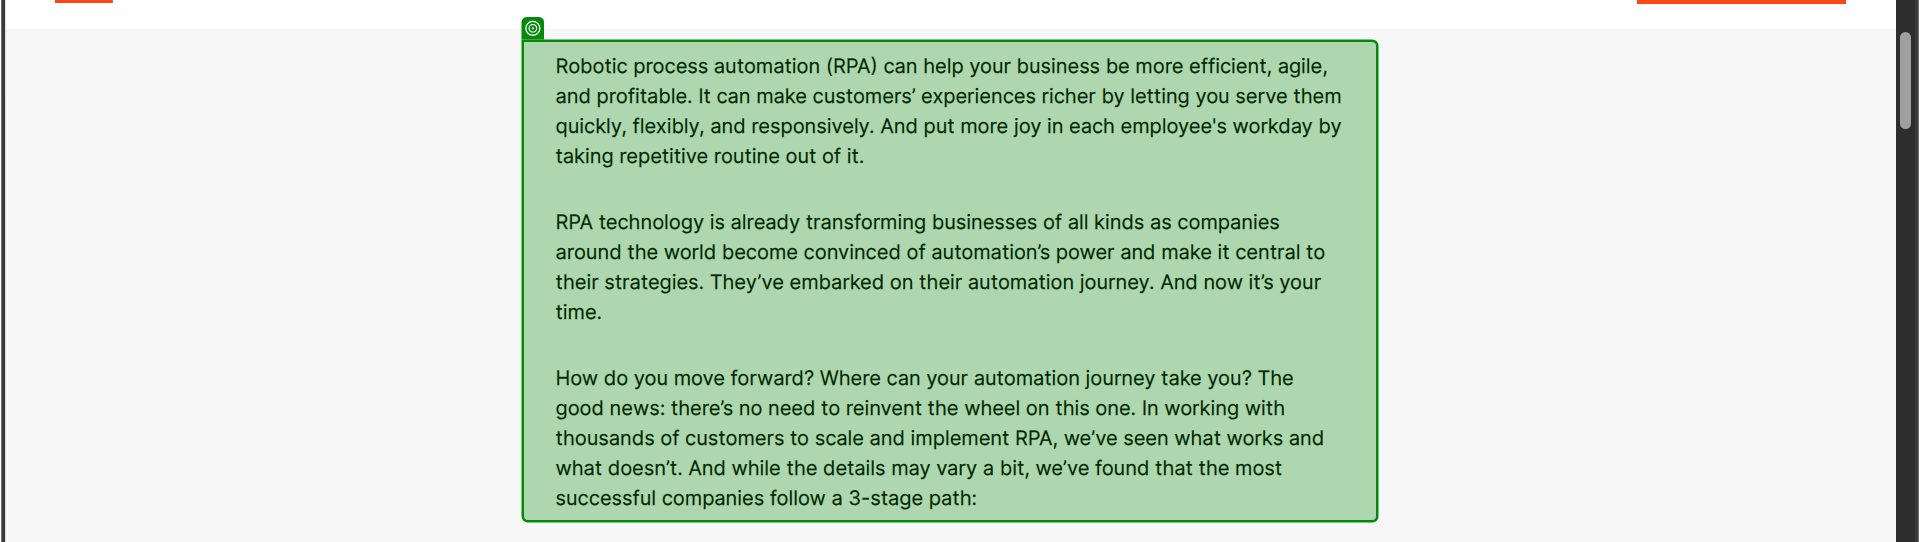 Robotic process automation (RPA) can help your business be more efficient, agile,
and profitable. It can make customers’ experiences richer by letting you serve them
quickly, flexibly, and responsively. And put more joy in each employee's workday by
taking repetitive routine out of it.
RPA technology is already transforming businesses of all kinds as companies
around the world become convinced of automation’s power and make it central to
their strategies. They’ve embarked on their automation journey. And now it’s your
time.
How do you move forward? Where can your automation journey take you? The
good news: there’s no need to reinvent the wheel on this one. In working with
thousands of customers to scale and implement RPA, we’ve seen what works and
what doesn’t. And while the details may vary a bit, we’ve found that the most
successful companies follow a 3-stage path: